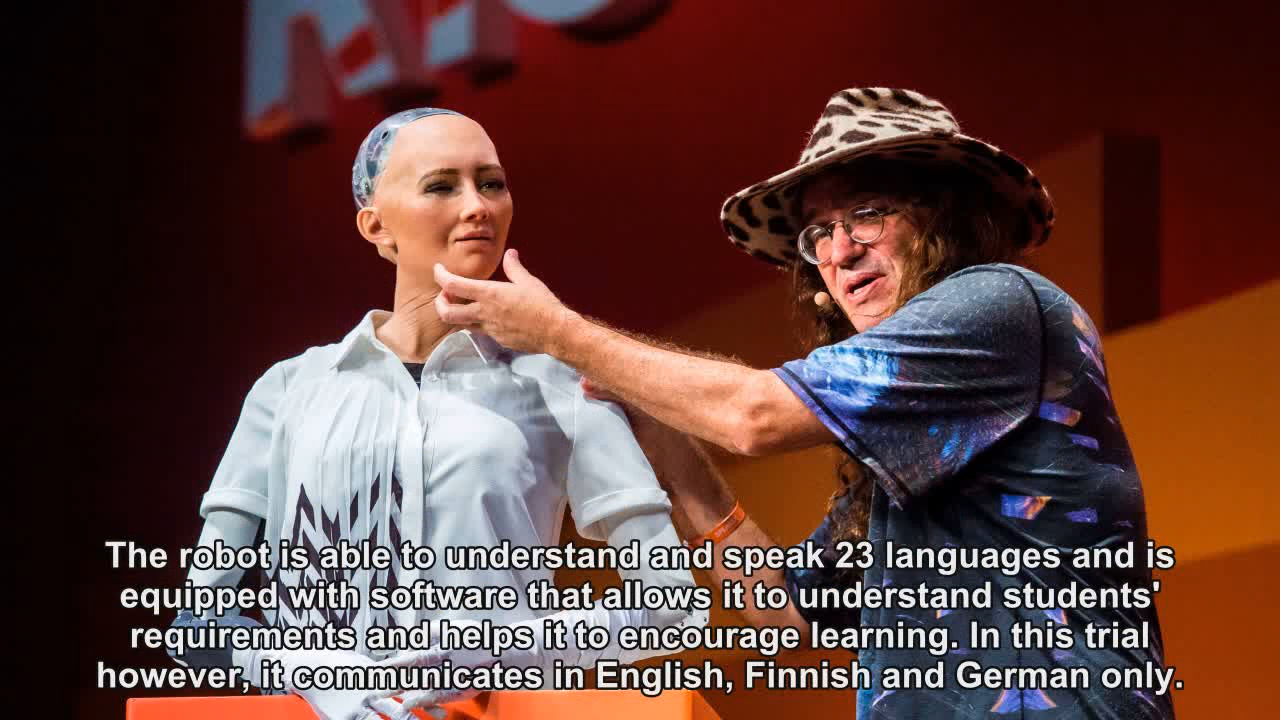 The robot is able to understand and speak 23 languages and is
equipped with software that allows it to understand students'
requirements and helps it to encourage learning. In this trial
however, it communicates in English, Finnish and German only.